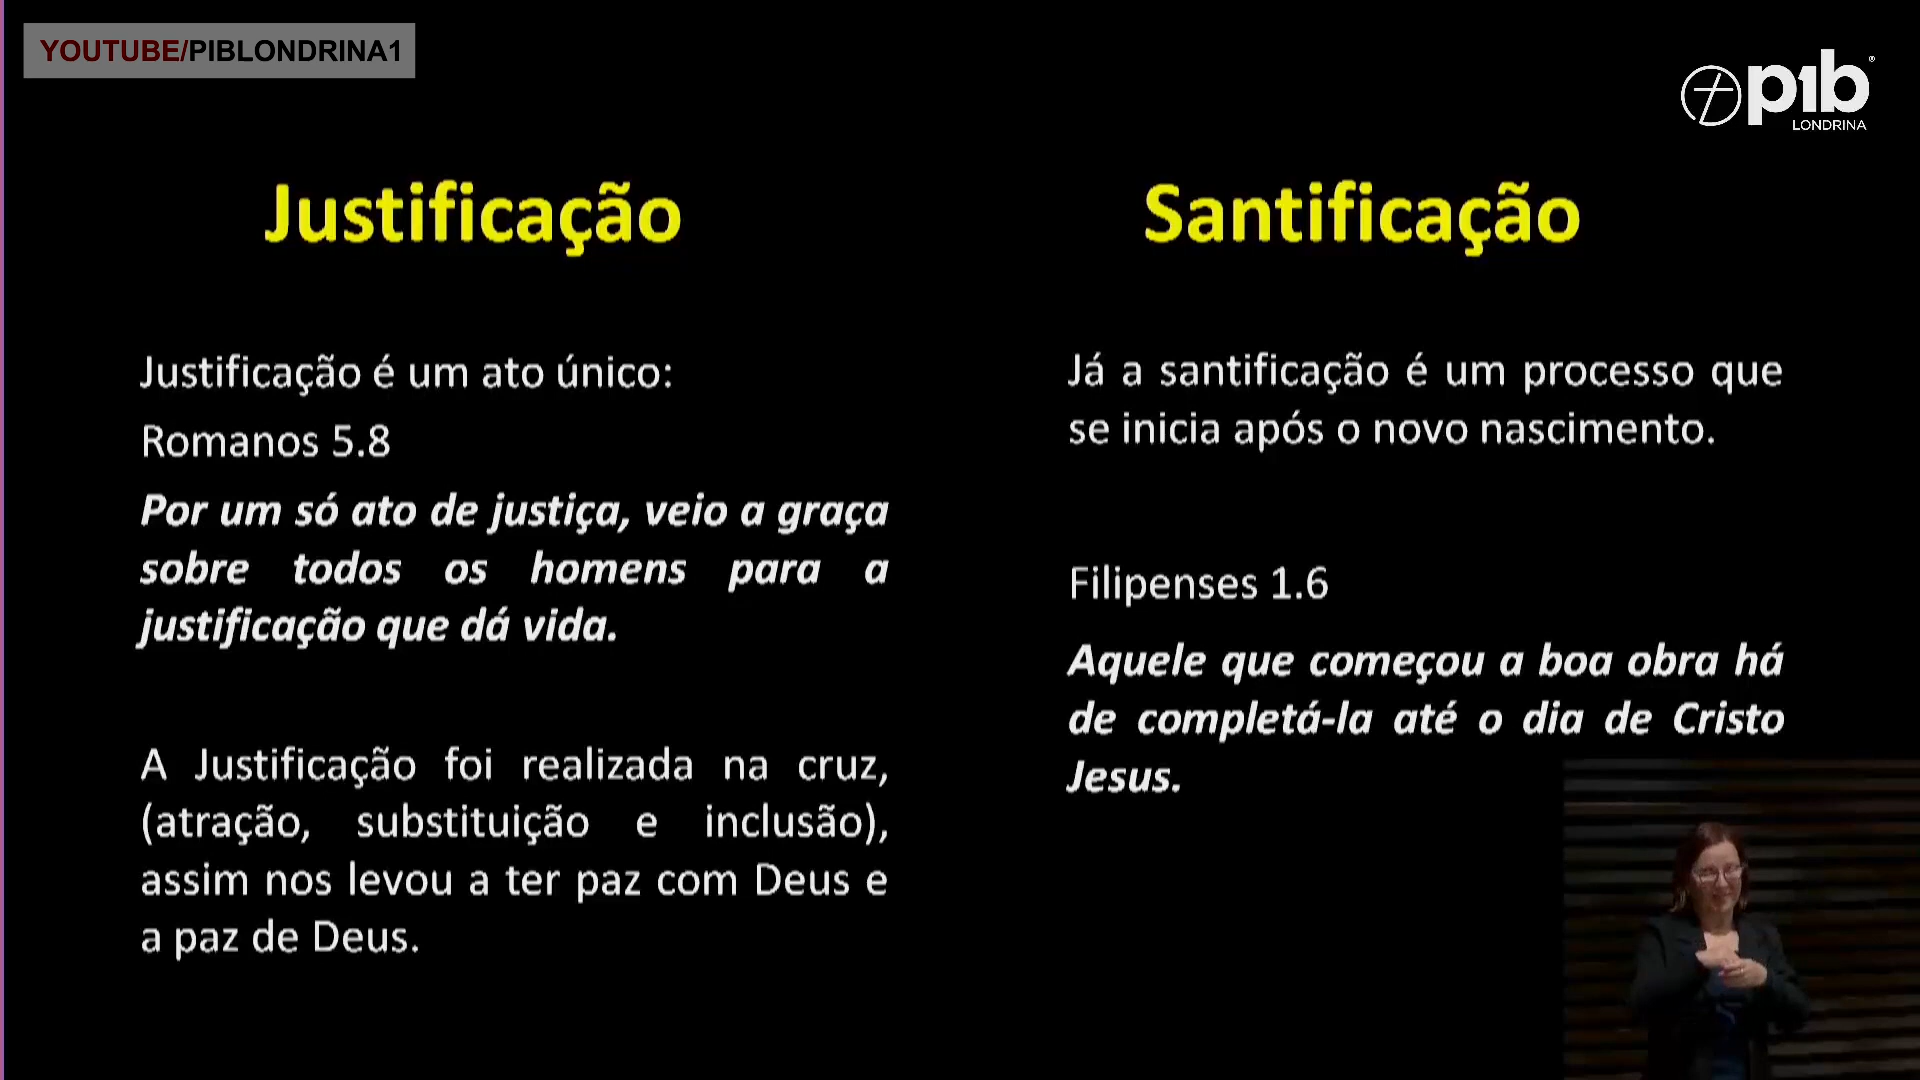 YOUTUBE/PIBLONDRINA1
p1b
LONDRINA
Justificação
Justificação é um ato único:
Romanos 5.8
Por um só ato de justiça, veio a graça
sobre todos os homens para a
justificação que dá vida.
A Justificação foi realizada na cruz,
(atração, substituição e inclusão),
assim nos levou a ter paz com Deus e
a paz de Deus.
Santificação
Já a santificação é um processo que
se inicia após o novo nascimento.
Filipenses 1.6
Aquele que começou a boa obra há
de completá-la até o dia de Cristo
Jesus.